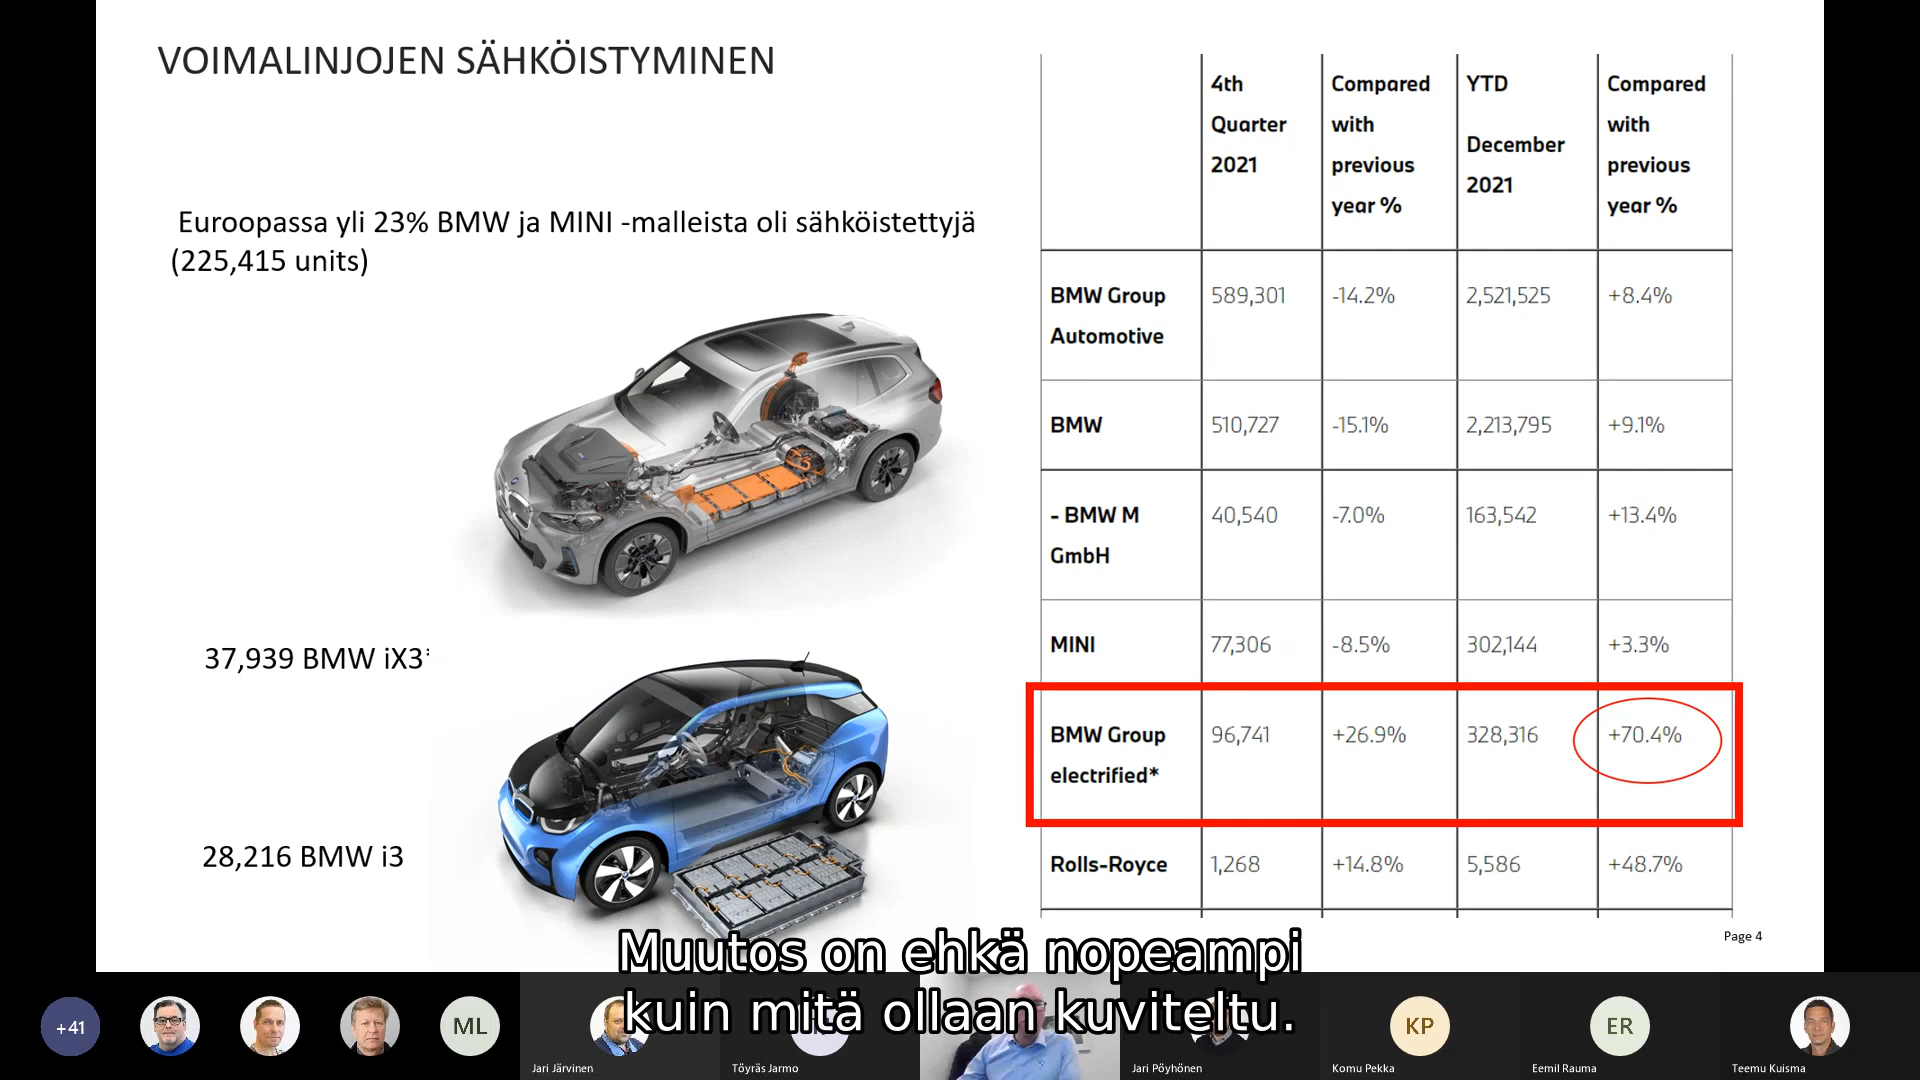 VOIMALINJOJEN SÄHKÖISTYMINEN
Euroopassa yli 23% BMW ja MINI -malleista oli sähköistettyjä
(225,415 units)
37,939 BMW iX3
28,216 BMW i3
4th Quarter 2021 Compared with previous year % YTD December 2021 Compared with previous year %
BMW Group Automotive 589,301 -14.2% 2,521,525 +8.4%
BMW 510,727 -15.1% 2,213,795 +9.1%
- BMW M GmbH 40,540 -7.0% 163,542 +13.4%
MINI 77,306 -8.5% 302,144 +3.3%
BMW Group electrified* 96,741 +26.9% 328,316 +70.4%
Rolls-Royce 1,268 +14.8% 5,586 +48.7%
Page 4
Muutos on ehkä nopeampi
kuin mitä ollaan kuviteltu.
+41
ML
KP
ER
Jari Järvinen
Töyräs Jarmo
Jari Pöyhönen
Komu Pekka
Eemil Rauma
Teemu Kuisma